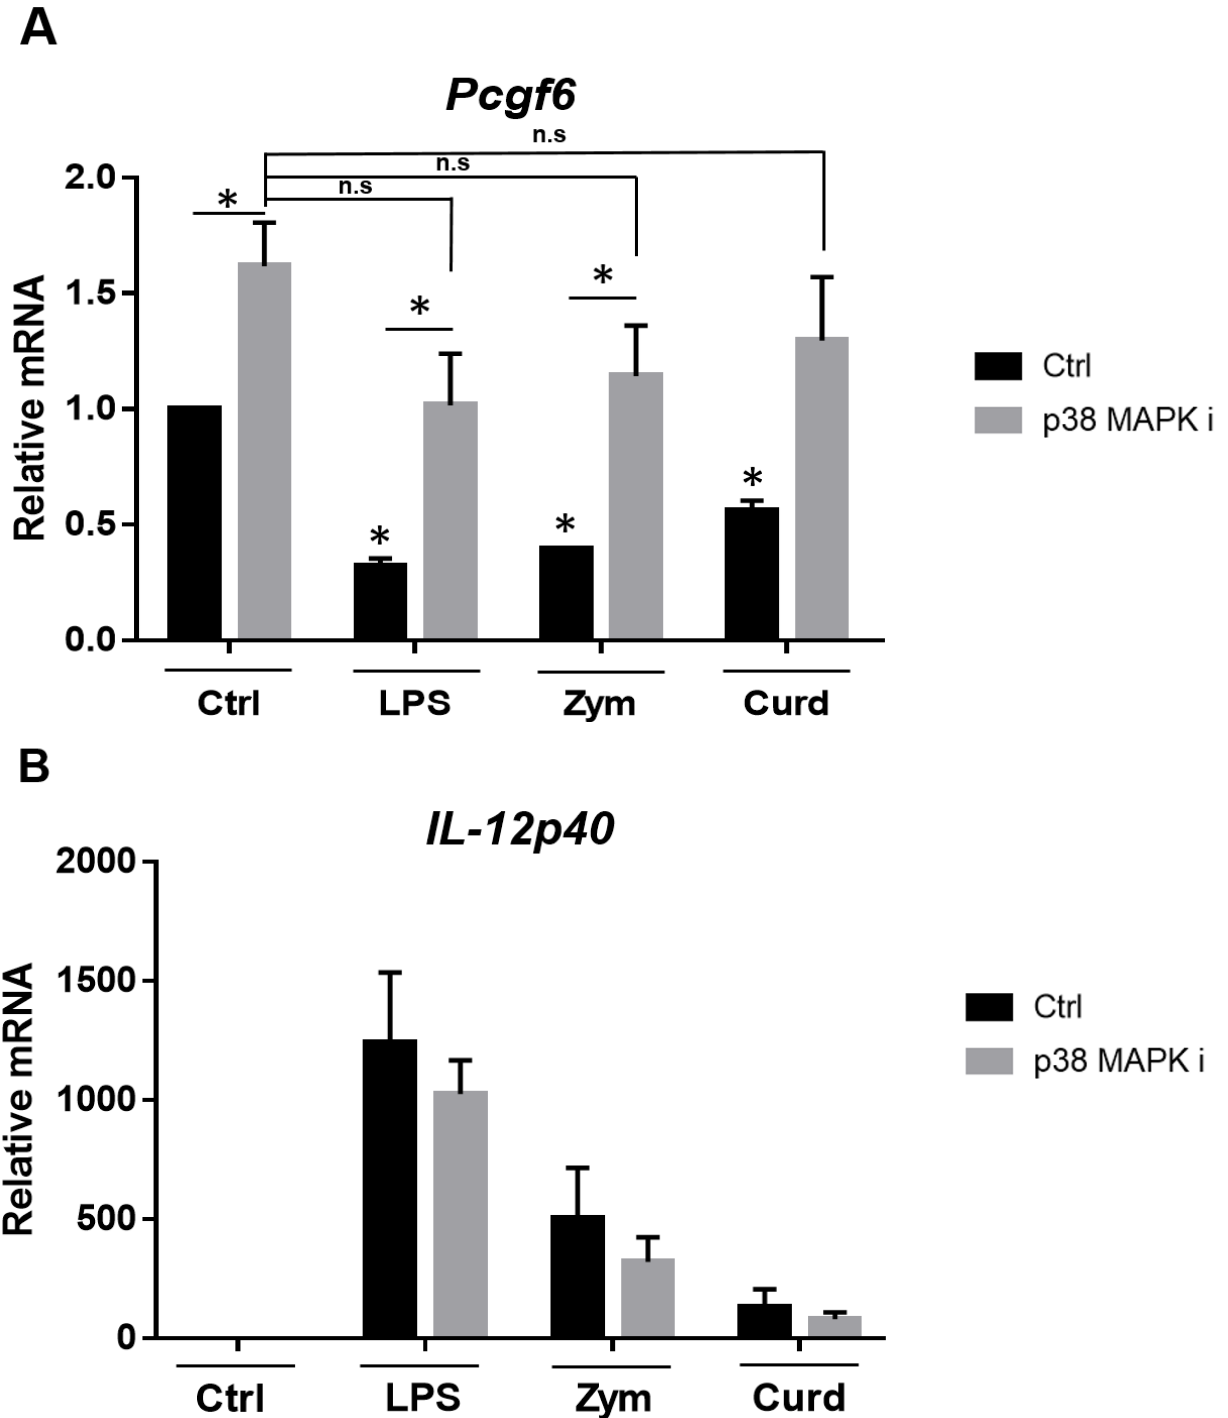 A
Pcgf6
n.s
n.s
n.s
2.0
*
1.5
*
*
1.0
0.5
*
*
*
0.0
Relative mRNA
Ctrl
p38 MAPK i
Ctrl LPS Zym Curd
B
IL-12p40
2000
1500
1000
500
0
Relative mRNA
Ctrl
p38 MAPK i
Ctrl LPS Zym Curd